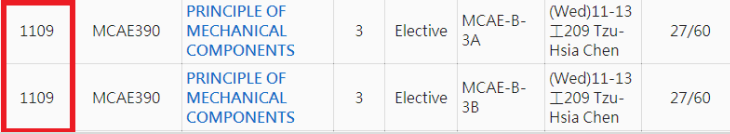 1109 MCAE390 PRINCIPLE OF MECHANICAL COMPONENTS 3 Elective MCAE-B-3A (Wed)11-13 工209 Tzu-Hsia Chen 27/60
1109 MCAE390 PRINCIPLE OF MECHANICAL COMPONENTS 3 Elective MCAE-B-3B (Wed)11-13 工209 Tzu-Hsia Chen 27/60